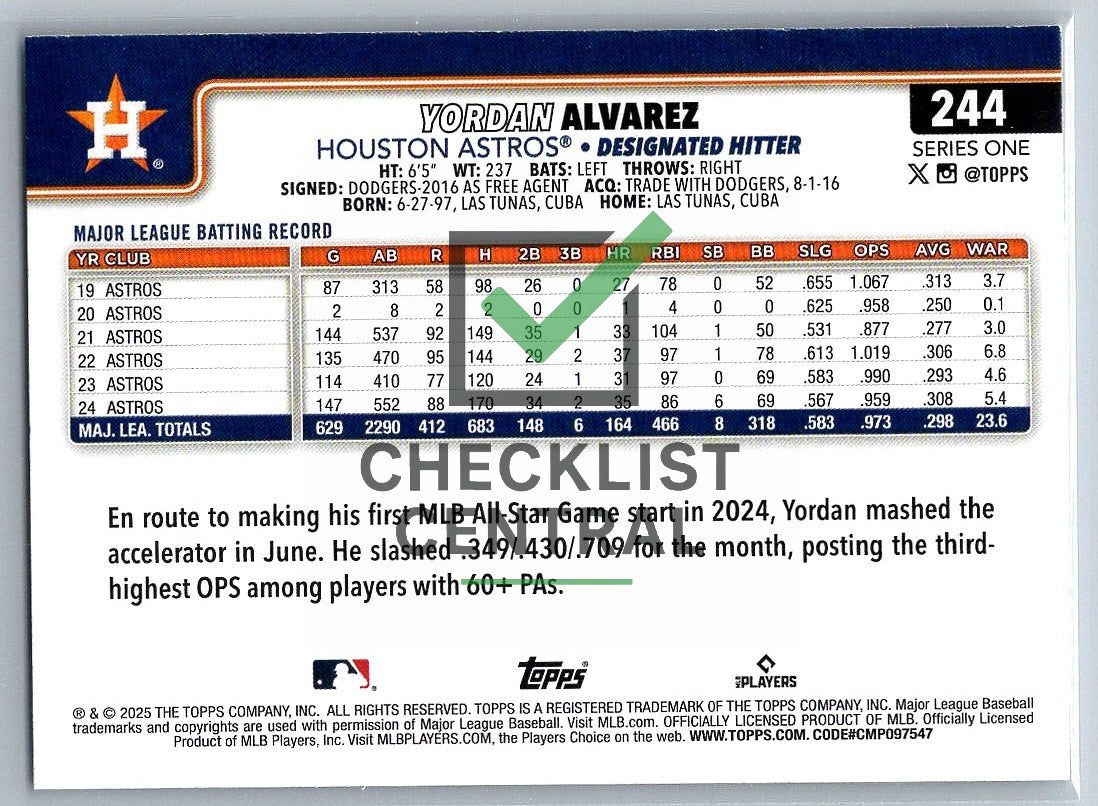 H ®
YORDAN ALVAREZ
244
HOUSTON ASTROS® • DESIGNATED HITTER
SERIES ONE
HT: 6'5" WT: 237 BATS: LEFT THROWS: RIGHT
@TOPPS
SIGNED: DODGERS-2016 AS FREE AGENT ACQ: TRADE WITH DODGERS, 8-1-16
BORN: 6-27-97, LAS TUNAS, CUBA HOME: LAS TUNAS, CUBA
MAJOR LEAGUE BATTING RECORD
YR CLUB G AB R H 2B 3B HR RBI SB BB SLG OPS AVG WAR
19 ASTROS 87 313 58 98 26 0 27 78 0 52 .655 1.067 .313 3.7
20 ASTROS 2 8 2 2 0 0 1 4 0 0 .625 .958 .250 0.1
21 ASTROS 144 537 92 149 35 1 33 104 1 50 .531 .877 .277 3.0
22 ASTROS 135 470 95 144 29 2 37 97 1 78 .613 1.019 .306 6.8
23 ASTROS 114 410 77 120 24 1 31 97 0 69 .583 .990 .293 4.6
24 ASTROS 147 552 88 170 34 2 35 86 6 69 .567 .959 .308 5.4
MAJ. LEA. TOTALS 629 2290 412 683 148 6 164 466 8 318 .583 .973 .298 23.6
CHECKLIST
CENTRAL
En route to making his first MLB All-Star Game start in 2024, Yordan mashed the
accelerator in June. He slashed .349/.430/.709 for the month, posting the third-
highest OPS among players with 60+ PAs.
topps®
PLAYERS
® & © 2025 THE TOPPS COMPANY, INC. ALL RIGHTS RESERVED. TOPPS IS A REGISTERED TRADEMARK OF THE TOPPS COMPANY, INC. Major League Baseball
trademarks and copyrights are used with permission of Major League Baseball. Visit MLB.com. OFFICIALLY LICENSED PRODUCT OF MLB. Officially Licensed
Product of MLB Players, Inc. Visit MLBPLAYERS.COM, the Players Choice on the web. WWW.TOPPS.COM. CODE#CMP097547